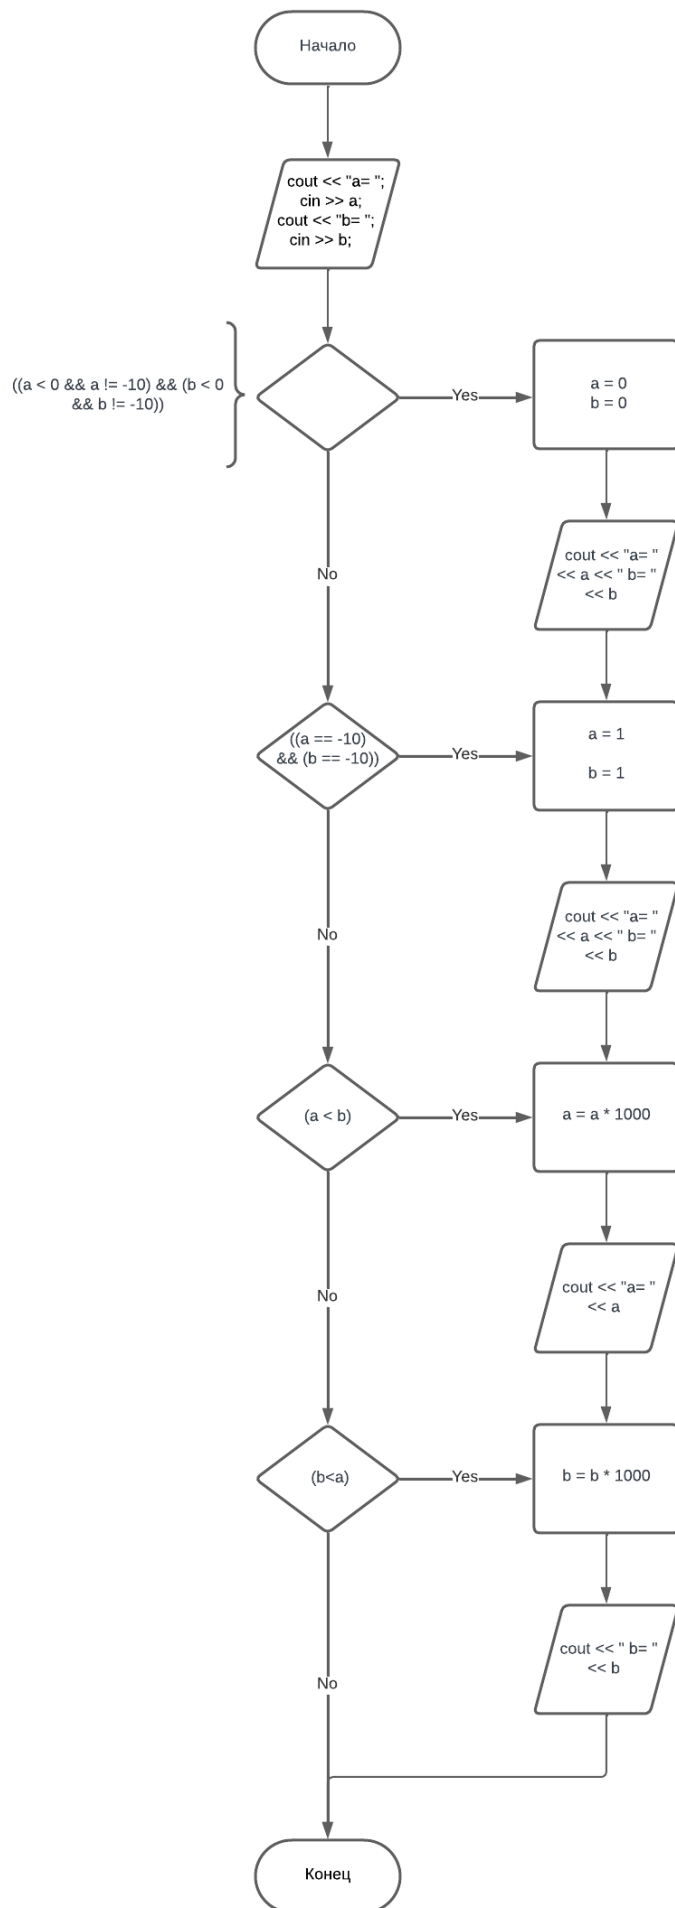 Начало
cout << "a= ";
cin >> a;
cout << "b= ";
cin >> b;
((a < 0 && a != -10) && (b < 0
&& b != -10))
Yes
a = 0
b = 0
cout << "a= "
<< a << " b= "
<< b
No
((a == -10)
&& (b == -10))
Yes
a = 1
b = 1
cout << "a= "
<< a << " b= "
<< b
No
(a < b)
Yes
a = a * 1000
cout << "a= "
<< a
No
(b<a)
Yes
b = b * 1000
cout << " b= "
<< b
No
Конец